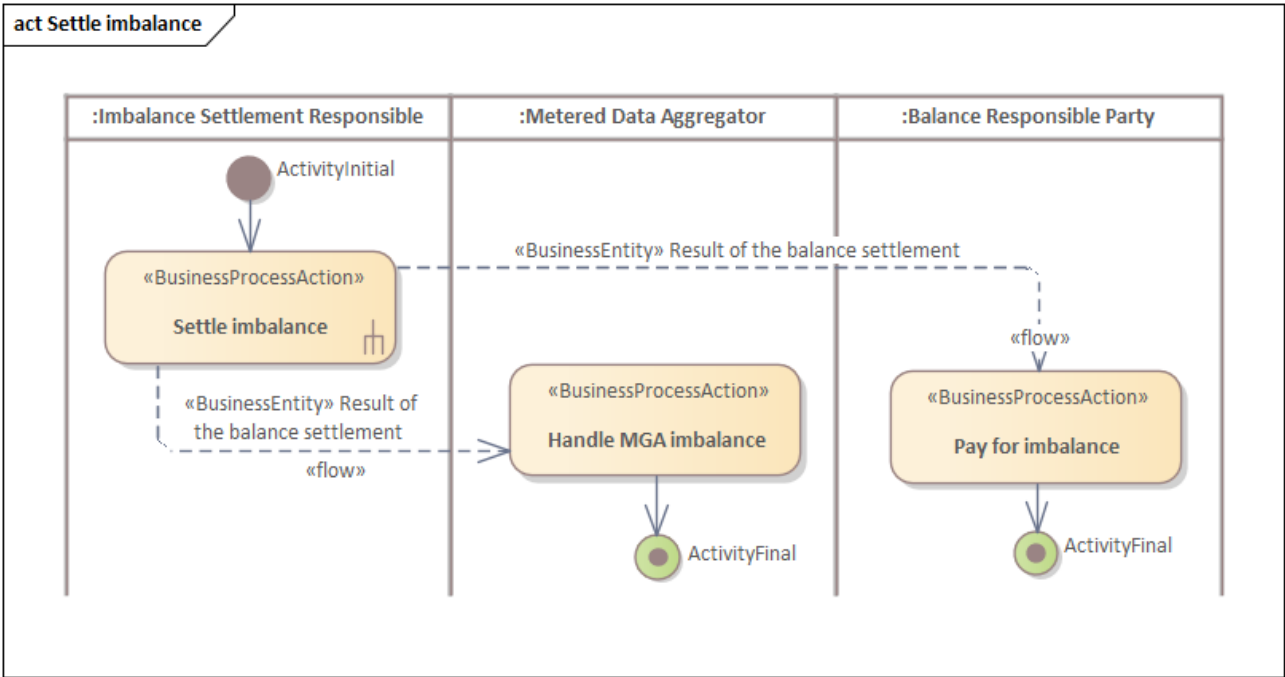 act Settle imbalance
:Imbalance Settlement Responsible
:Metered Data Aggregator
:Balance Responsible Party
ActivityInitial
«BusinessEntity» Result of the balance settlement
«BusinessProcessAction»
Settle imbalance
«flow»
«BusinessEntity» Result of
the balance settlement
«flow»
«BusinessProcessAction»
Handle MGA imbalance
«BusinessProcessAction»
Pay for imbalance
ActivityFinal
ActivityFinal